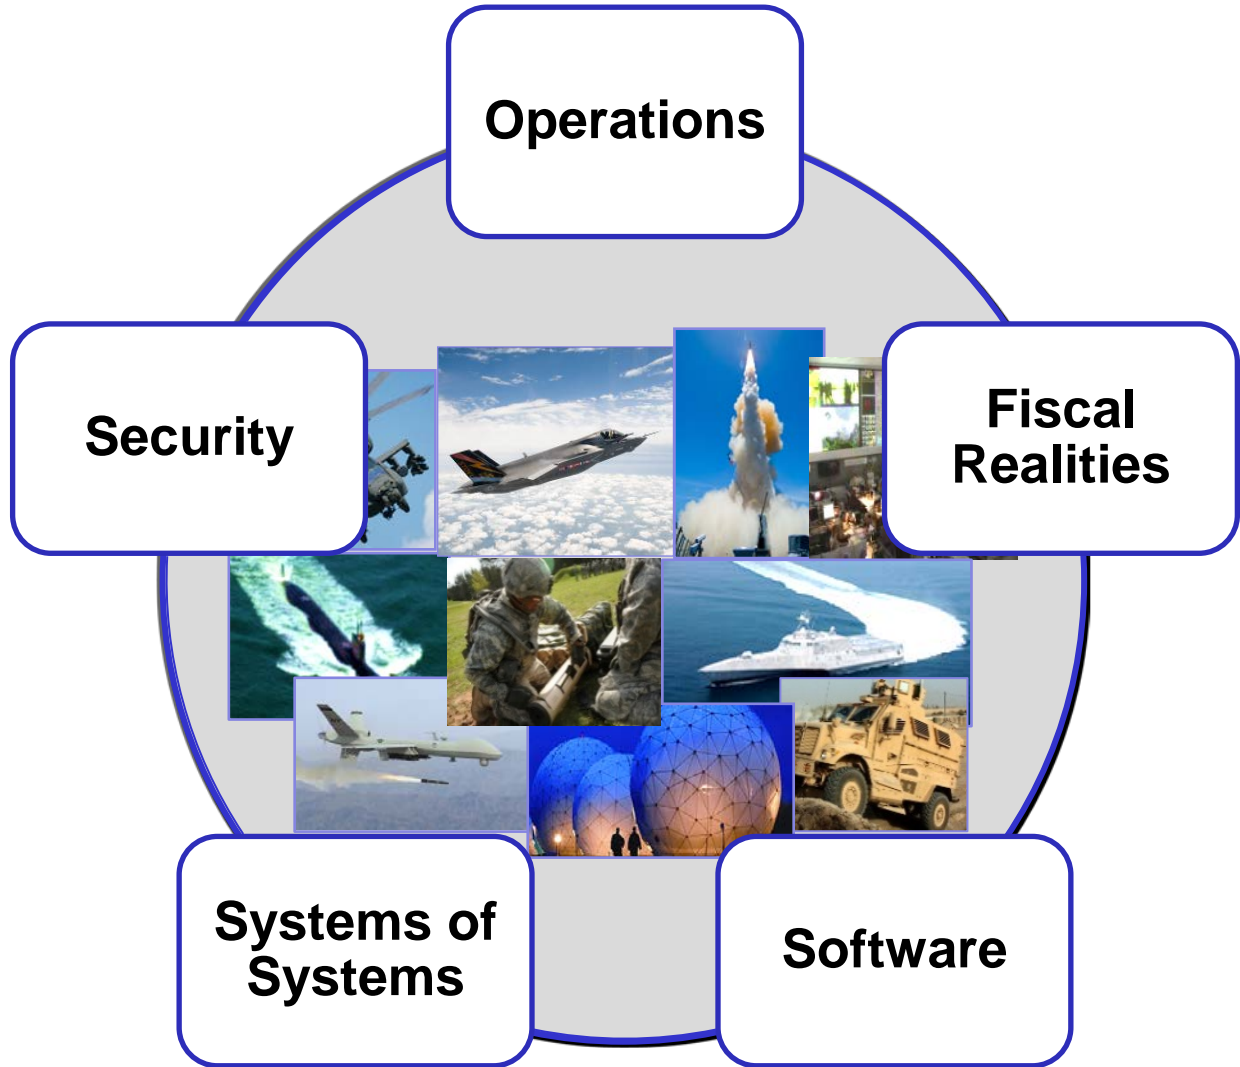 Operations
Security
Fiscal
Realities
Systems of
Systems
Software